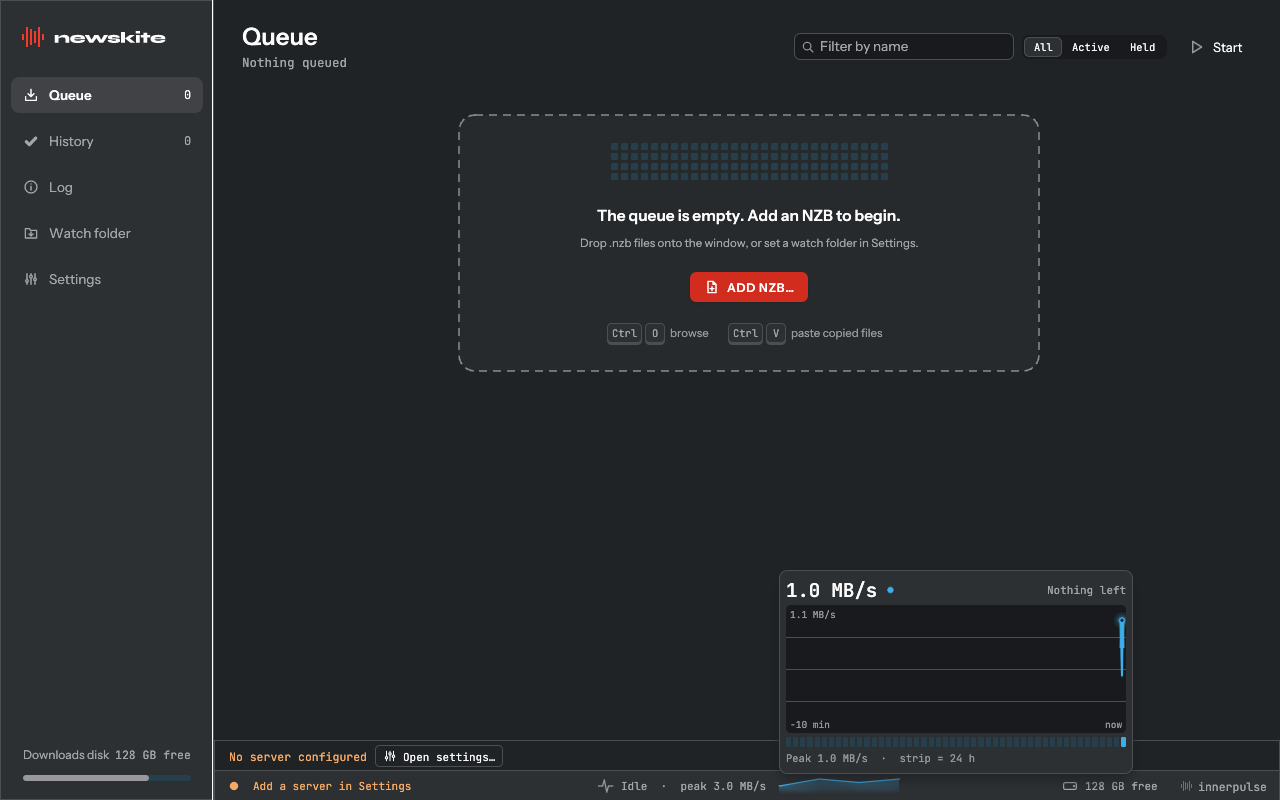 newskite
Queue 0
History 0
Log
Watch folder
Settings
Downloads disk 128 GB free
Queue
Nothing queued
Filter by name
All Active Held
Start
The queue is empty. Add an NZB to begin.
Drop .nzb files onto the window, or set a watch folder in Settings.
ADD NZB…
Ctrl O browse Ctrl V paste copied files
1.0 MB/s Nothing left
1.1 MB/s
-10 min now
Peak 1.0 MB/s · strip = 24 h
No server configured Open settings…
Add a server in Settings Idle · peak 3.0 MB/s 128 GB free innerpulse